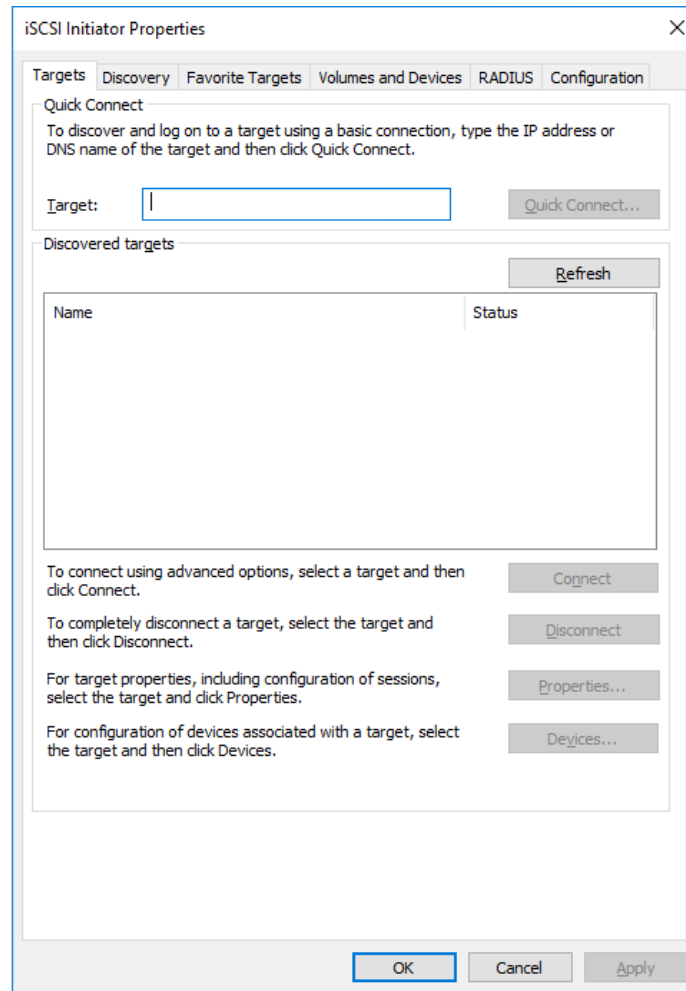 iSCSI Initiator Properties
Targets Discovery Favorite Targets Volumes and Devices RADIUS Configuration
Quick Connect
To discover and log on to a target using a basic connection, type the IP address or
DNS name of the target and then click Quick Connect.
Target: Quick Connect...
Discovered targets
Refresh
Name Status
To connect using advanced options, select a target and then
click Connect.
Connect
To completely disconnect a target, select the target and
then click Disconnect.
Disconnect
For target properties, including configuration of sessions,
select the target and click Properties.
Properties...
For configuration of devices associated with a target, select
the target and then click Devices.
Devices...
OK Cancel Apply